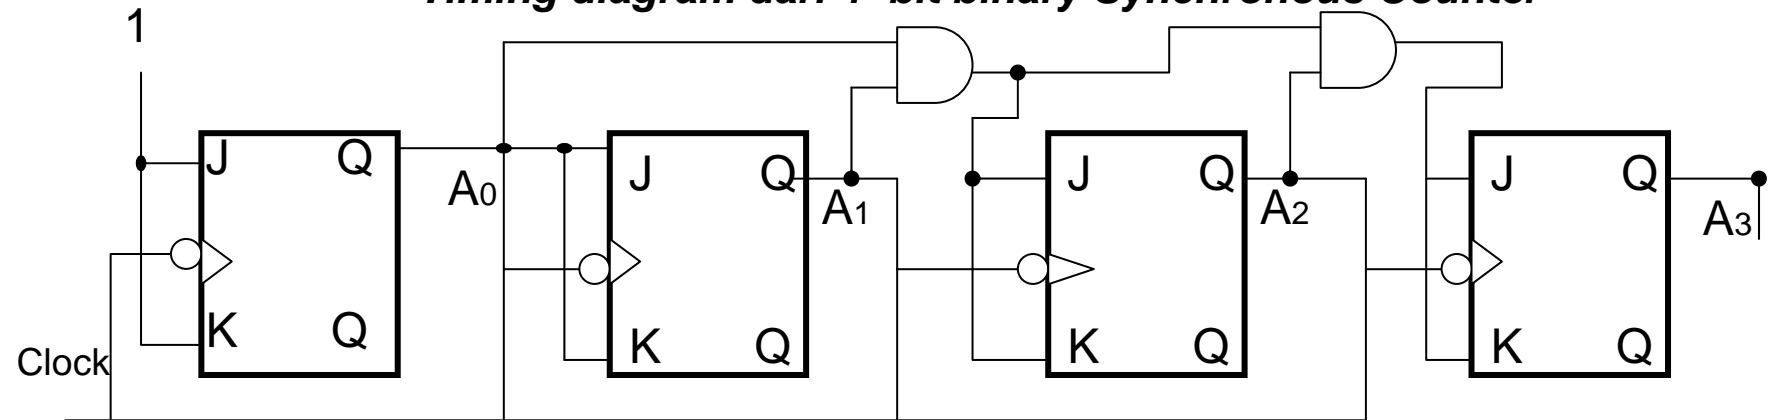 Timing diagram dari 4-bit binary Synchronous Counter
1
J Q
J Q
J Q
J Q
A0
A1
A2
A3
K Q
K Q
K Q
K Q
Clock